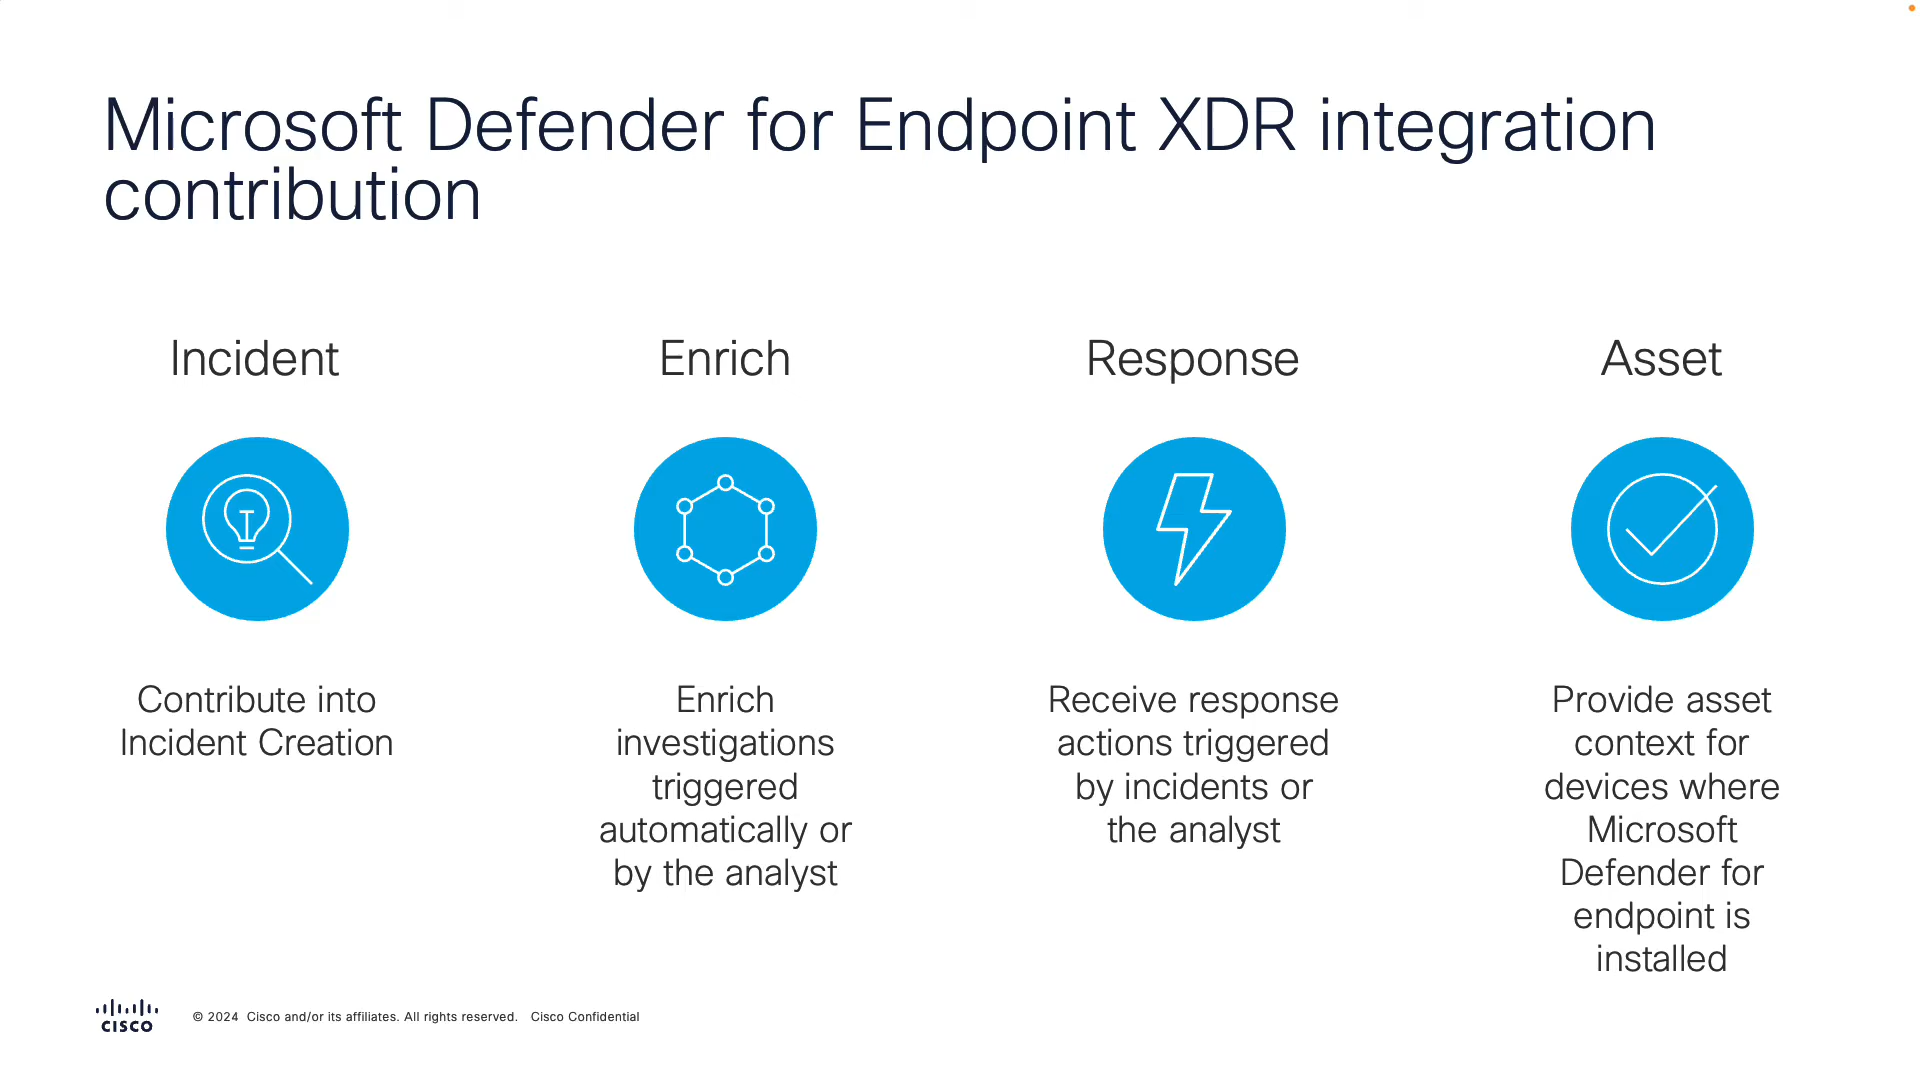 Microsoft Defender for Endpoint XDR integration
contribution
Incident
Contribute into
Incident Creation
Enrich
Enrich
investigations
triggered
automatically or
by the analyst
Response
Receive response
actions triggered
by incidents or
the analyst
Asset
Provide asset
context for
devices where
Microsoft
Defender for
endpoint is
installed
CISCO
© 2024 Cisco and/or its affiliates. All rights reserved. Cisco Confidential